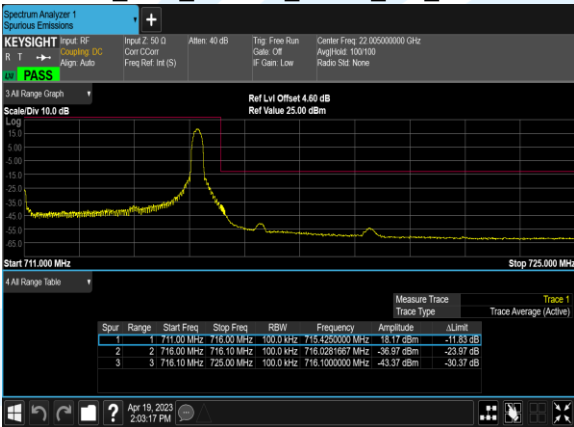 Spectrum Analyzer 1
Spurious Emissions
+
KEYSIGHT Input: RF Input Z: 50 Ω Atten: 40 dB Trig: Free Run Center Freq: 22.005000000 GHz
R T Coupling: DC Corr CCorr Gate: Off Avg|Hold: 100/100
Align: Auto Freq Ref: Int (S) IF Gain: Low Radio Std: None
PASS
3 All Range Graph
Ref Lvl Offset 4.60 dB
Scale/Div 10.0 dB Ref Value 25.00 dBm
Log
15.0
5.00
-5.00
-15.0
-25.0
-35.0
-45.0
-55.0
-65.0
Start 711.000 MHz Stop 725.000 MHz
4 All Range Table
Measure Trace Trace 1
Trace Type Trace Average (Active)
Spur Range Start Freq Stop Freq RBW Frequency Amplitude ΔLimit
1 1 711.00 MHz 716.00 MHz 100.0 kHz 715.4250000 MHz 18.17 dBm -11.83 dB
2 2 716.00 MHz 716.10 MHz 100.0 kHz 716.0281667 MHz -36.97 dBm -23.97 dB
3 3 716.10 MHz 725.00 MHz 100.0 kHz 716.1000000 MHz -43.37 dBm -30.37 dB
? Apr 19, 2023
2:03:17 PM